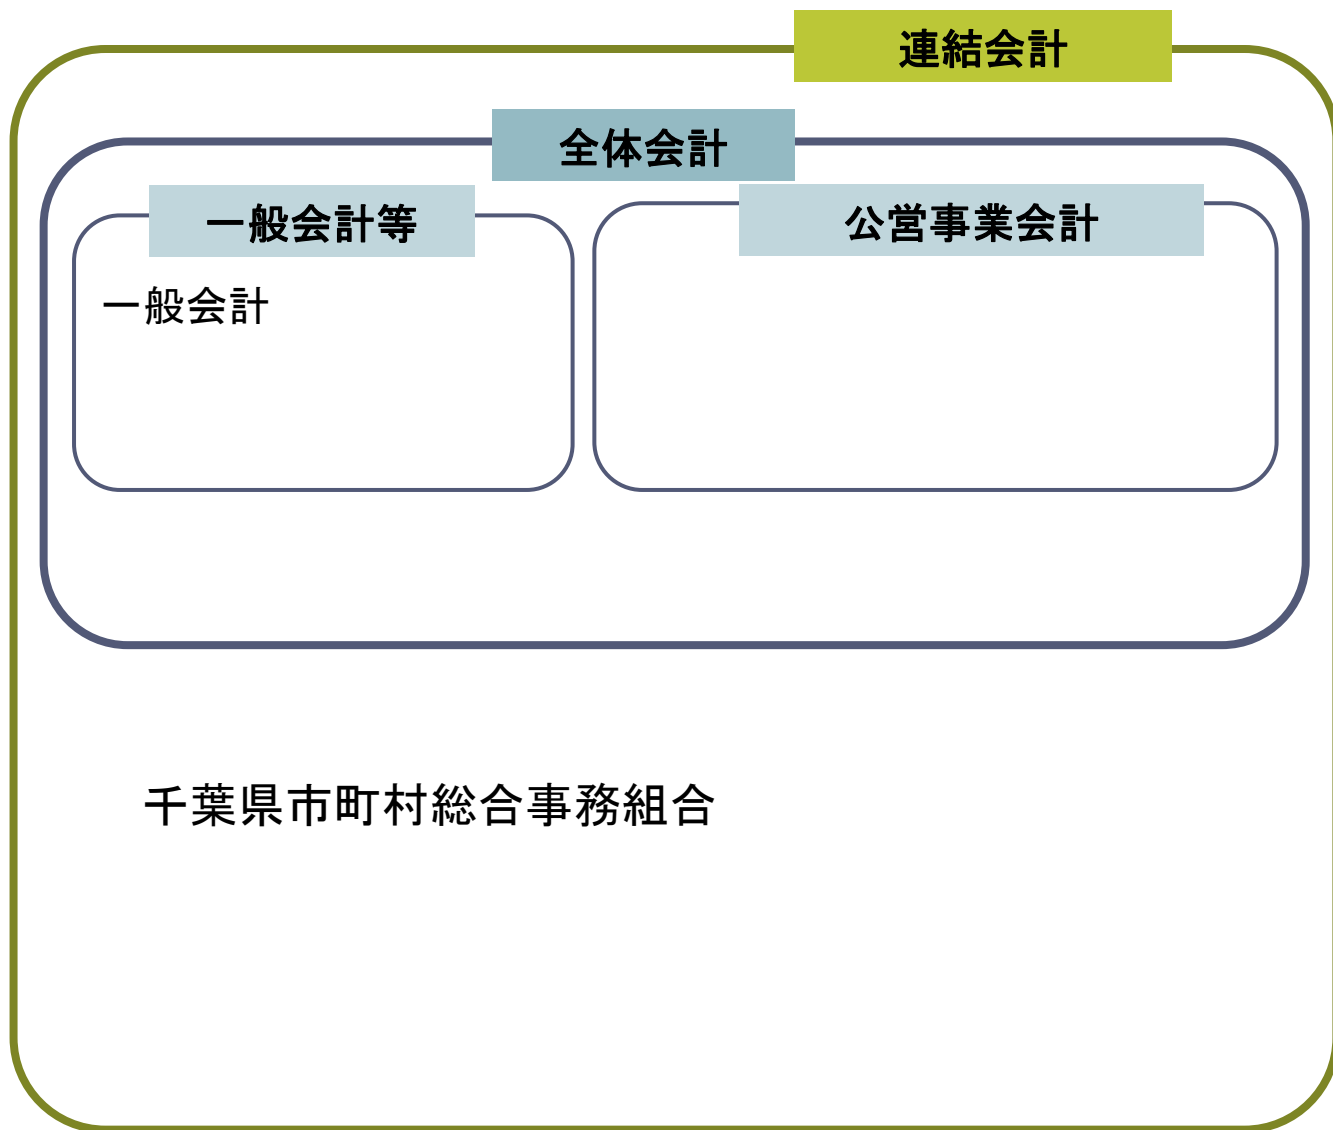 連結会計
全体会計
一般会計等
公営事業会計
一般会計
千葉県市町村総合事務組合